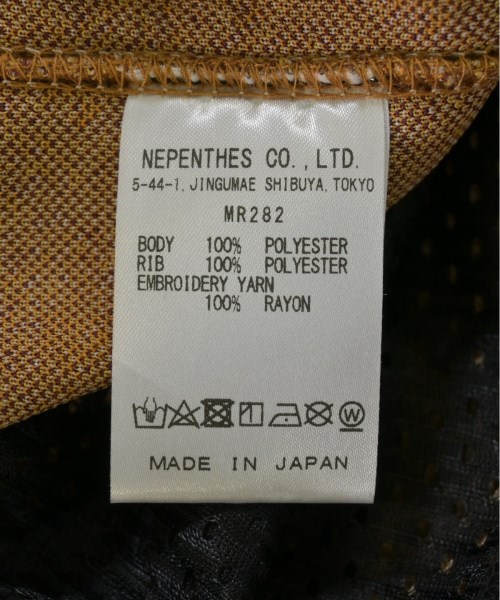 NEPENTHES CO., LTD.
5-44-1, JINGUMAE SHIBUYA, TOKYO
MR282
BODY 100% POLYESTER
RIB 100% POLYESTER
EMBROIDERY YARN
100% RAYON
W
MADE IN JAPAN